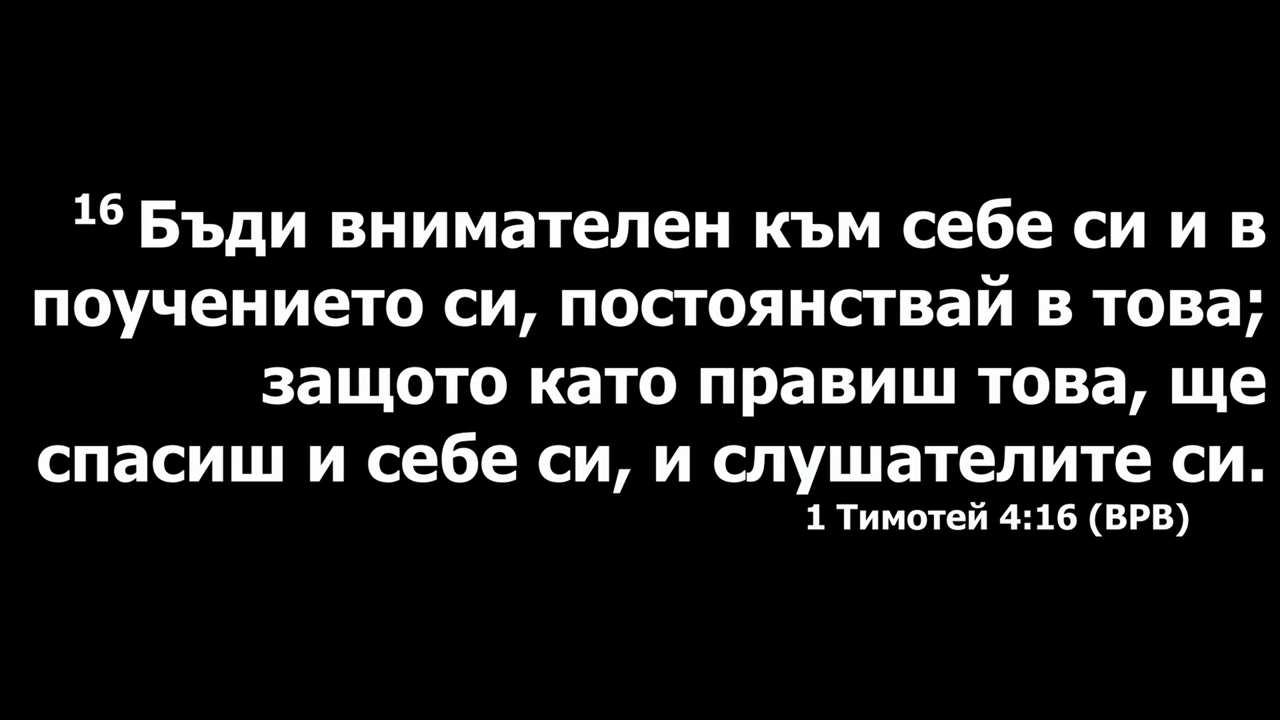 16 Бъди внимателен към себе си и в
поучението си, постоянствай в това;
защото като правиш това, ще
спасиш и себе си, и слушателите си.
1 Тимотей 4:16 (ВРВ)